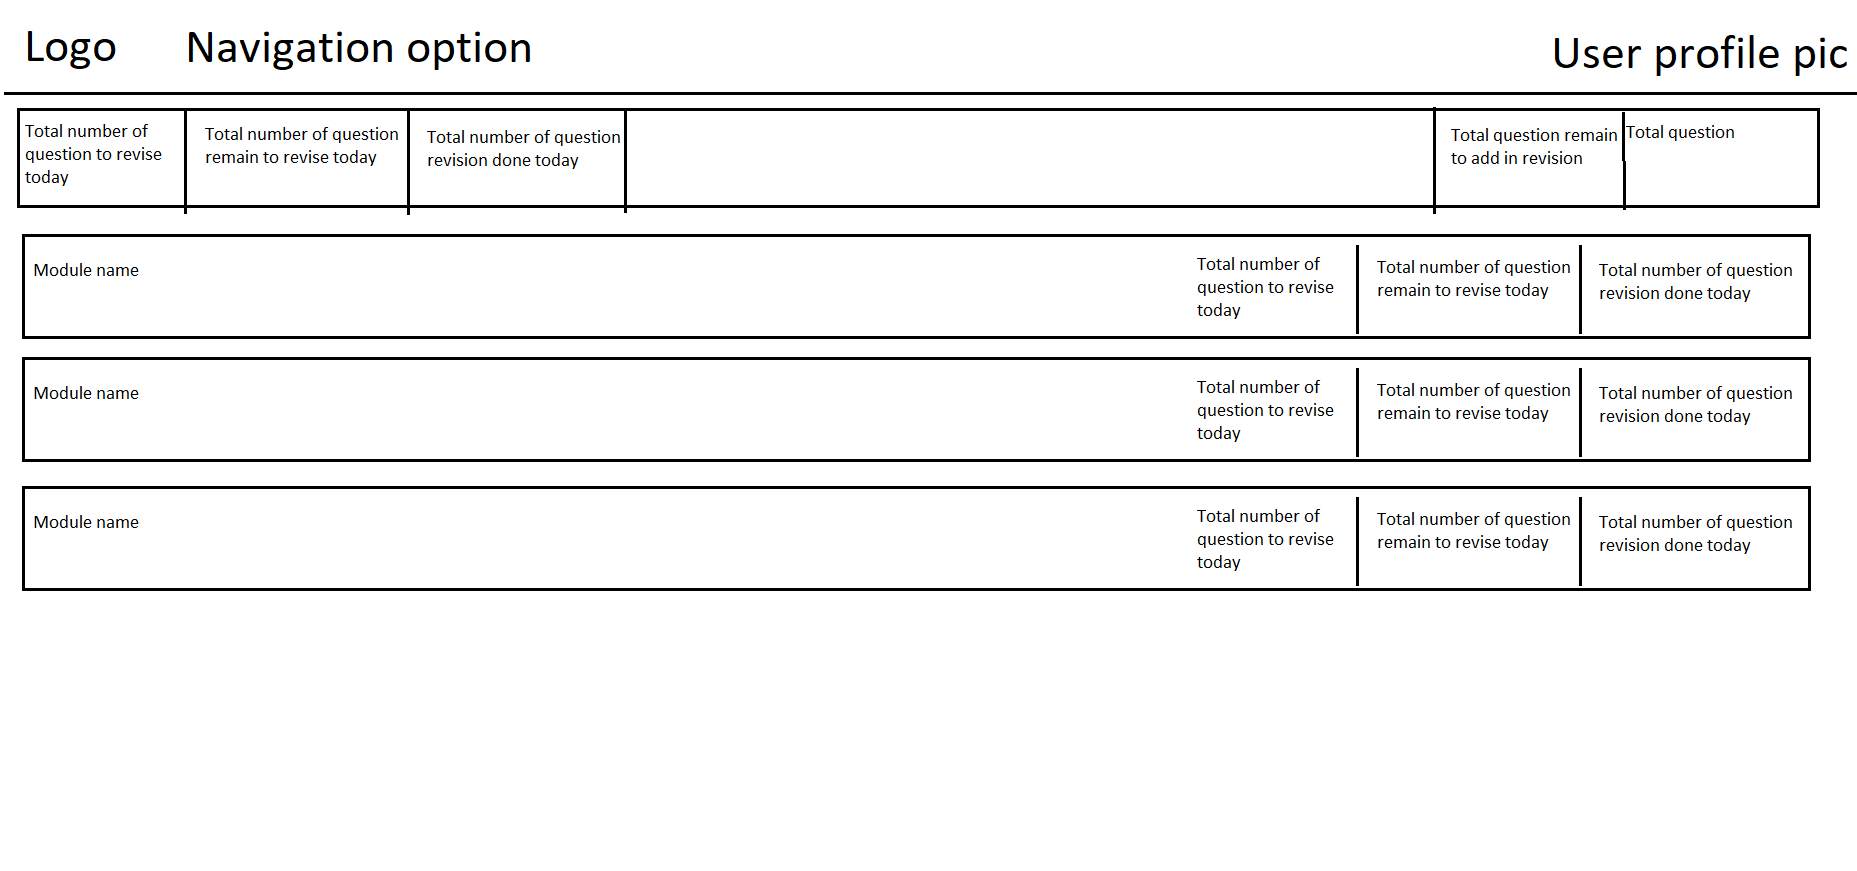 Logo
Navigation option
User profile pic
Total number of
question to revise
today
Total number of question
remain to revise today
Total number of question
revision done today
Total question remain
to add in revision
Total question
Module name
Total number of
question to revise
today
Total number of question
remain to revise today
Total number of question
revision done today
Module name
Total number of
question to revise
today
Total number of question
remain to revise today
Total number of question
revision done today
Module name
Total number of
question to revise
today
Total number of question
remain to revise today
Total number of question
revision done today